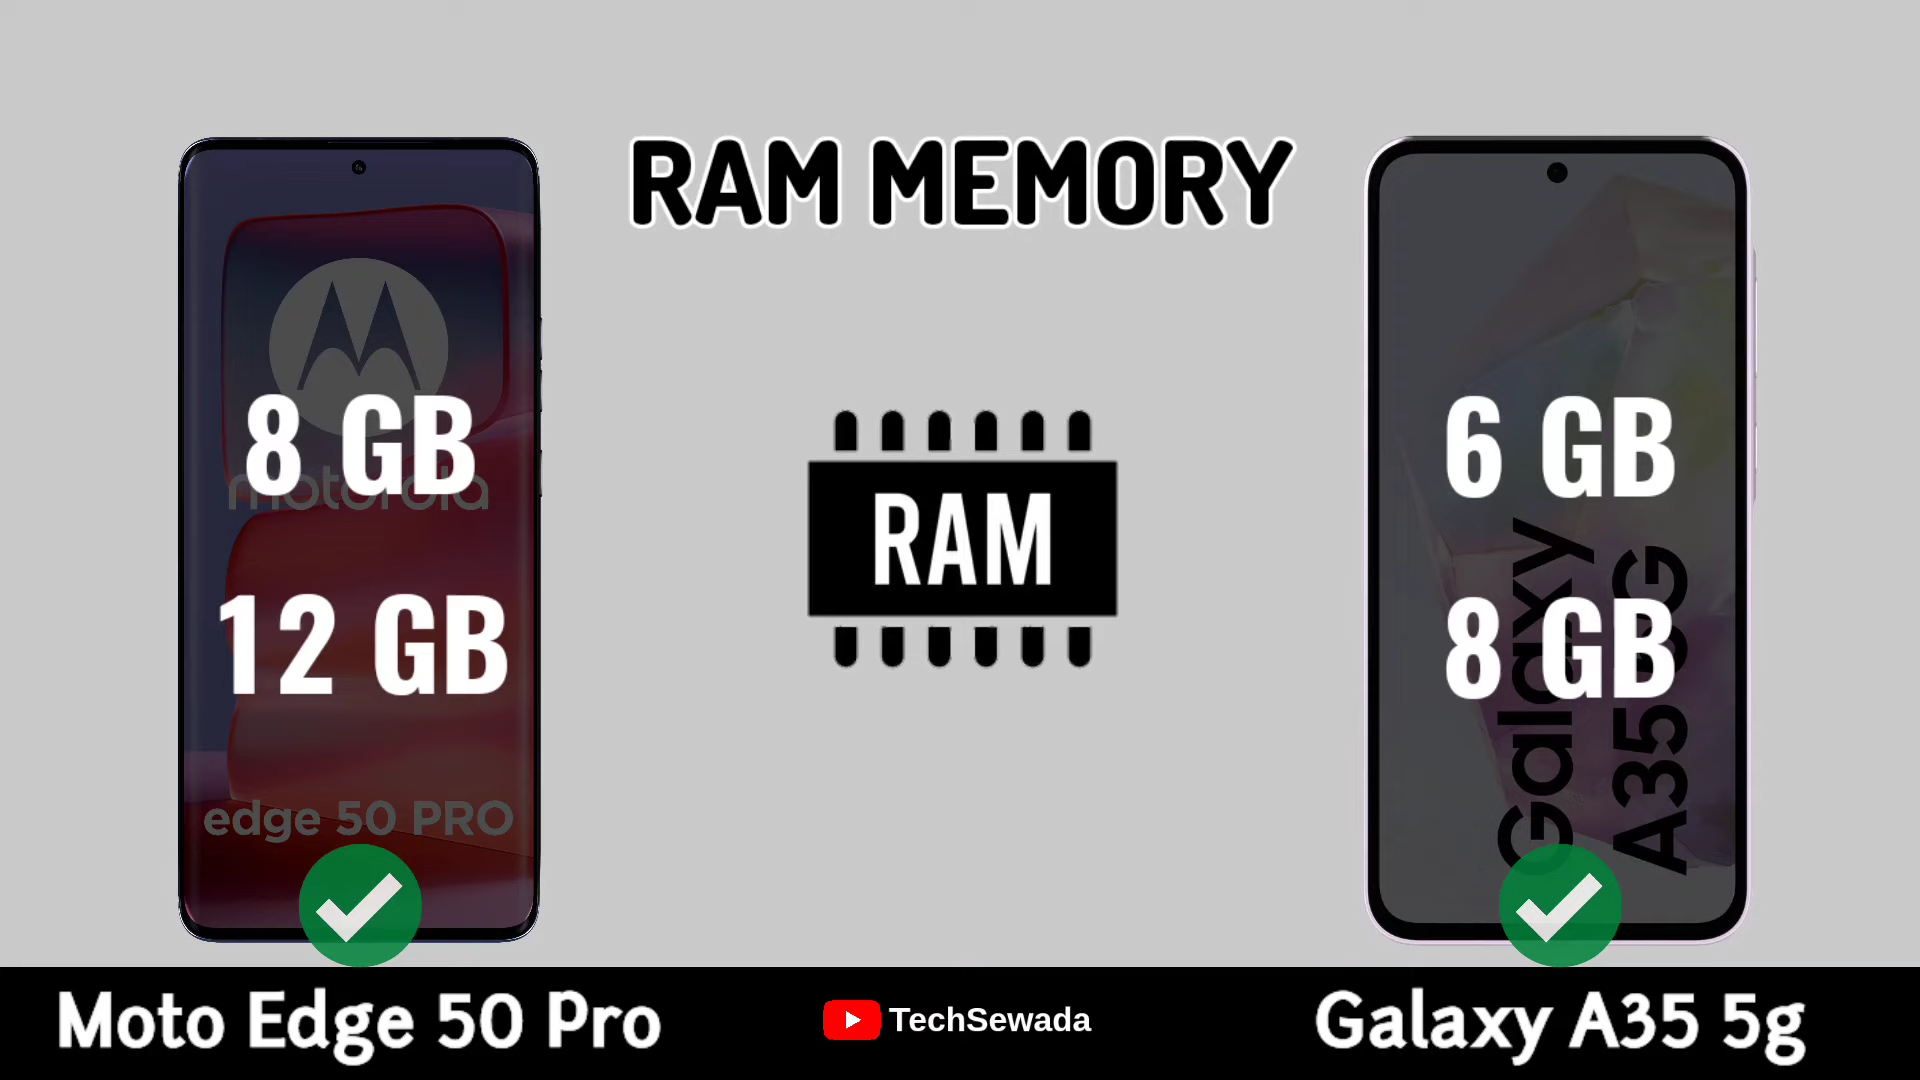 RAM MEMORY
motorola
8 GB
12 GB
edge 50 PRO
RAM
6 GB
8 GB
Galaxy
A35 5G
Moto Edge 50 Pro
TechSewada
Galaxy A35 5g